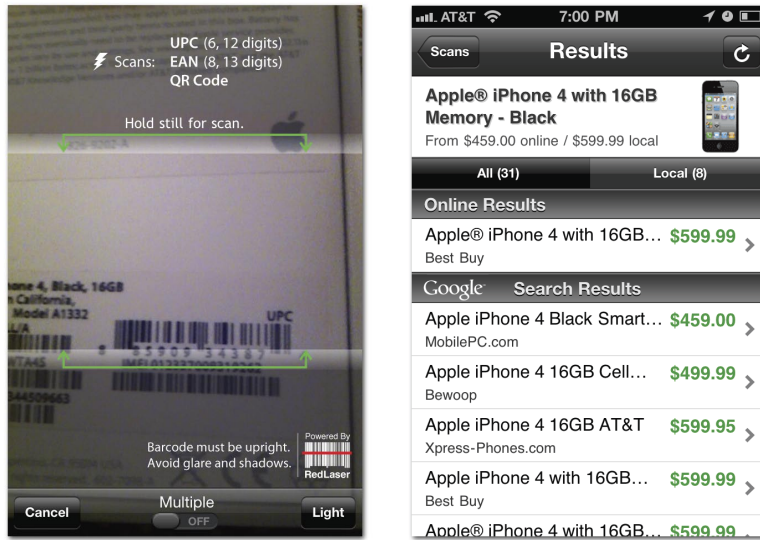 UPC (6, 12 digits)
Scans: EAN (8, 13 digits)
QR Code
Hold still for scan.
one 4, Black, 16GB
California,
Model A1332
UPC
LL/A
8 85909 34387
WTA4S
IMEI
344509663
Powered By
Barcode must be upright.
Avoid glare and shadows.
RedLaser
Multiple
Cancel
OFF
Light
AT&T
7:00 PM
Scans
Results
Apple® iPhone 4 with 16GB
Memory - Black
From $459.00 online / $599.99 local
All (31)
Local (8)
Online Results
Apple® iPhone 4 with 16GB… $599.99
Best Buy
Google Search Results
Apple iPhone 4 Black Smart… $459.00
MobilePC.com
Apple iPhone 4 16GB Cell… $499.99
Bewoop
Apple iPhone 4 16GB AT&T $599.95
Xpress-Phones.com
Apple iPhone 4 with 16GB… $599.99
Best Buy
Apple® iPhone 4 with 16GB… $599.99